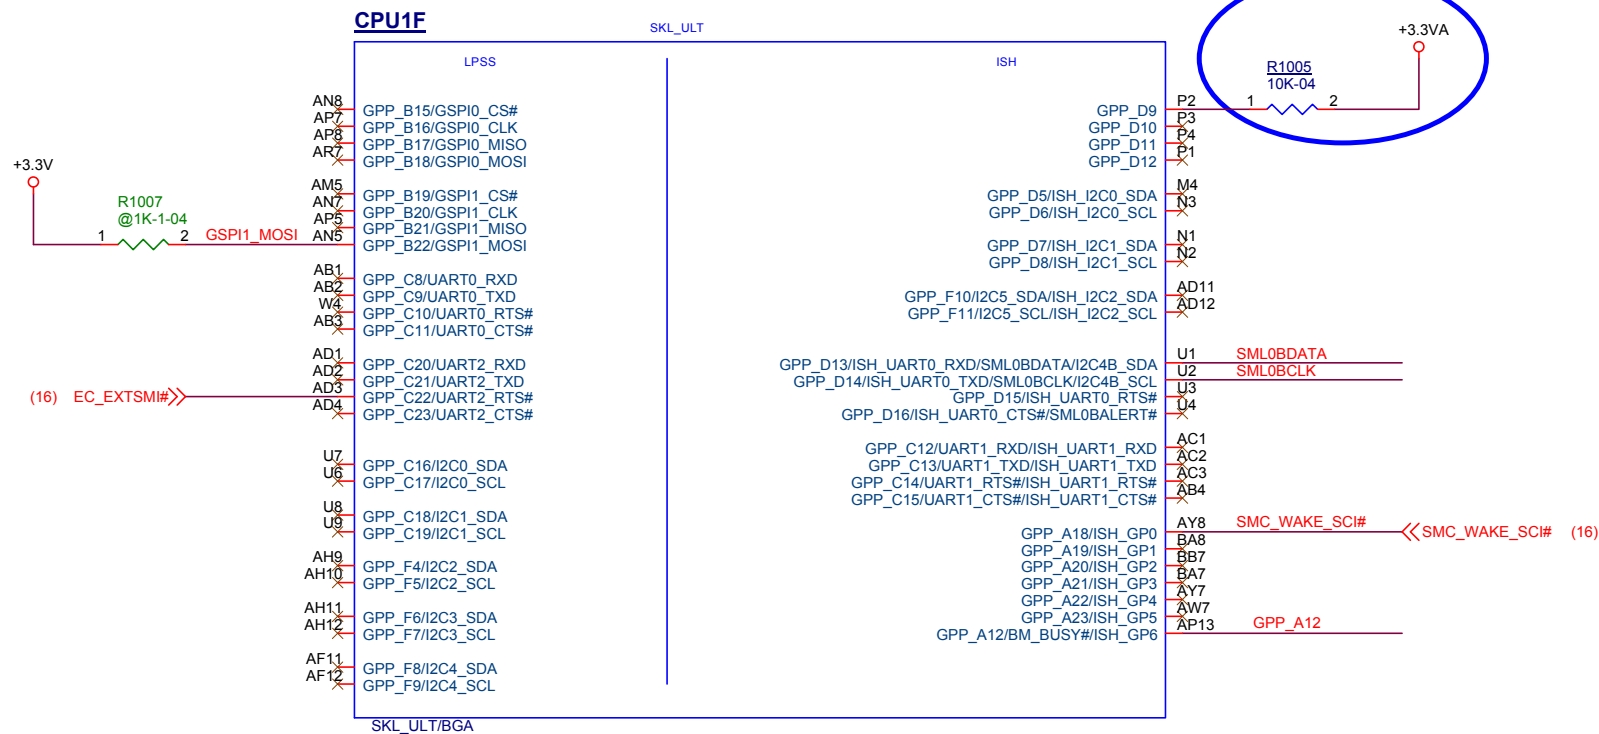 CPU1F
SKL_ULT
LPSS
ISH
+3.3V
R1007
@1K-1-04
1
2
GSPI1_MOSI
(16) EC_EXTSMI#
AN8 GPP_B15/GSPI0_CS#
AP7 GPP_B16/GSPI0_CLK
AP8 GPP_B17/GSPI0_MISO
AR7 GPP_B18/GSPI0_MOSI
AM5 GPP_B19/GSPI1_CS#
AN7 GPP_B20/GSPI1_CLK
AP5 GPP_B21/GSPI1_MISO
AN5 GPP_B22/GSPI1_MOSI
AB1 GPP_C8/UART0_RXD
AB2 GPP_C9/UART0_TXD
W4 GPP_C10/UART0_RTS#
AB3 GPP_C11/UART0_CTS#
AD1 GPP_C20/UART2_RXD
AD2 GPP_C21/UART2_TXD
AD3 GPP_C22/UART2_RTS#
AD4 GPP_C23/UART2_CTS#
U7 GPP_C16/I2C0_SDA
U6 GPP_C17/I2C0_SCL
U8 GPP_C18/I2C1_SDA
U9 GPP_C19/I2C1_SCL
AH9 GPP_F4/I2C2_SDA
AH10 GPP_F5/I2C2_SCL
AH11 GPP_F6/I2C3_SDA
AH12 GPP_F7/I2C3_SCL
AF11 GPP_F8/I2C4_SDA
AF12 GPP_F9/I2C4_SCL
GPP_D9 P2
GPP_D10 P3
GPP_D11 P4
GPP_D12 P1
GPP_D5/ISH_I2C0_SDA M4
GPP_D6/ISH_I2C0_SCL N3
GPP_D7/ISH_I2C1_SDA N1
GPP_D8/ISH_I2C1_SCL N2
GPP_F10/I2C5_SDA/ISH_I2C2_SDA AD11
GPP_F11/I2C5_SCL/ISH_I2C2_SCL AD12
GPP_D13/ISH_UART0_RXD/SML0BDATA/I2C4B_SDA U1 SML0BDATA
GPP_D14/ISH_UART0_TXD/SML0BCLK/I2C4B_SCL U2 SML0BCLK
GPP_D15/ISH_UART0_RTS# U3
GPP_D16/ISH_UART0_CTS#/SML0BALERT# U4
GPP_C12/UART1_RXD/ISH_UART1_RXD AC1
GPP_C13/UART1_TXD/ISH_UART1_TXD AC2
GPP_C14/UART1_RTS#/ISH_UART1_RTS# AC3
GPP_C15/UART1_CTS#/ISH_UART1_CTS# AB4
GPP_A18/ISH_GP0 AY8 SMC_WAKE_SCI# SMC_WAKE_SCI# (16)
GPP_A19/ISH_GP1 BA8
GPP_A20/ISH_GP2 BB7
GPP_A21/ISH_GP3 BA7
GPP_A22/ISH_GP4 AY7
GPP_A23/ISH_GP5 AW7
GPP_A12/BM_BUSY#/ISH_GP6 AP13 GPP_A12
+3.3VA
R1005
10K-04
1
2
SKL_ULT/BGA